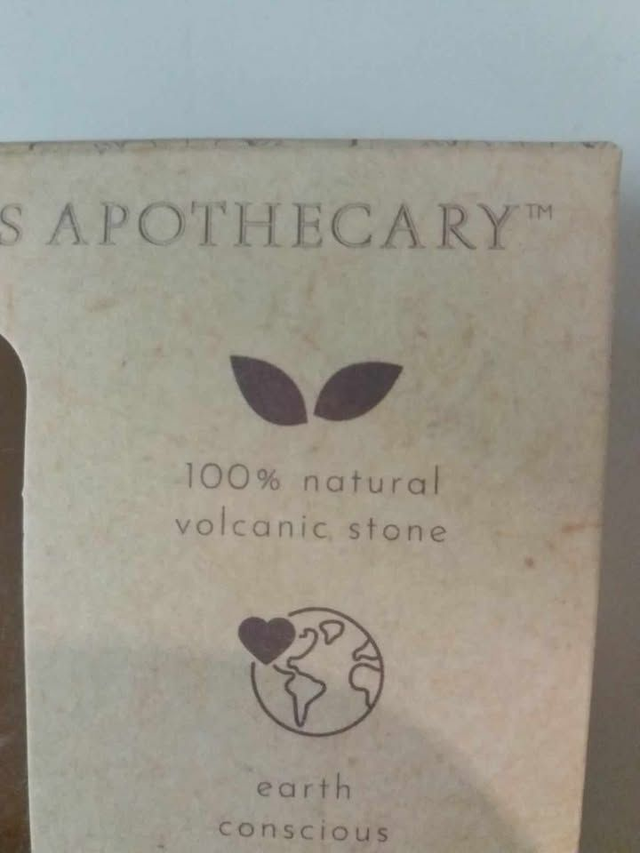 S APOTHECARY™
100% natural
volcanic stone
earth
conscious